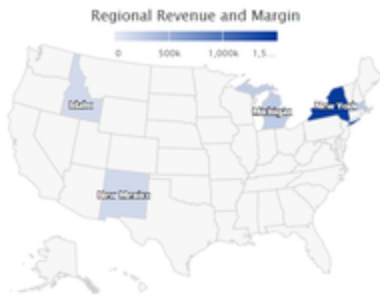 Regional Revenue and Margin
0 500k 1,000k 1,5...
Idaho
Michigan
New York
New Mexico